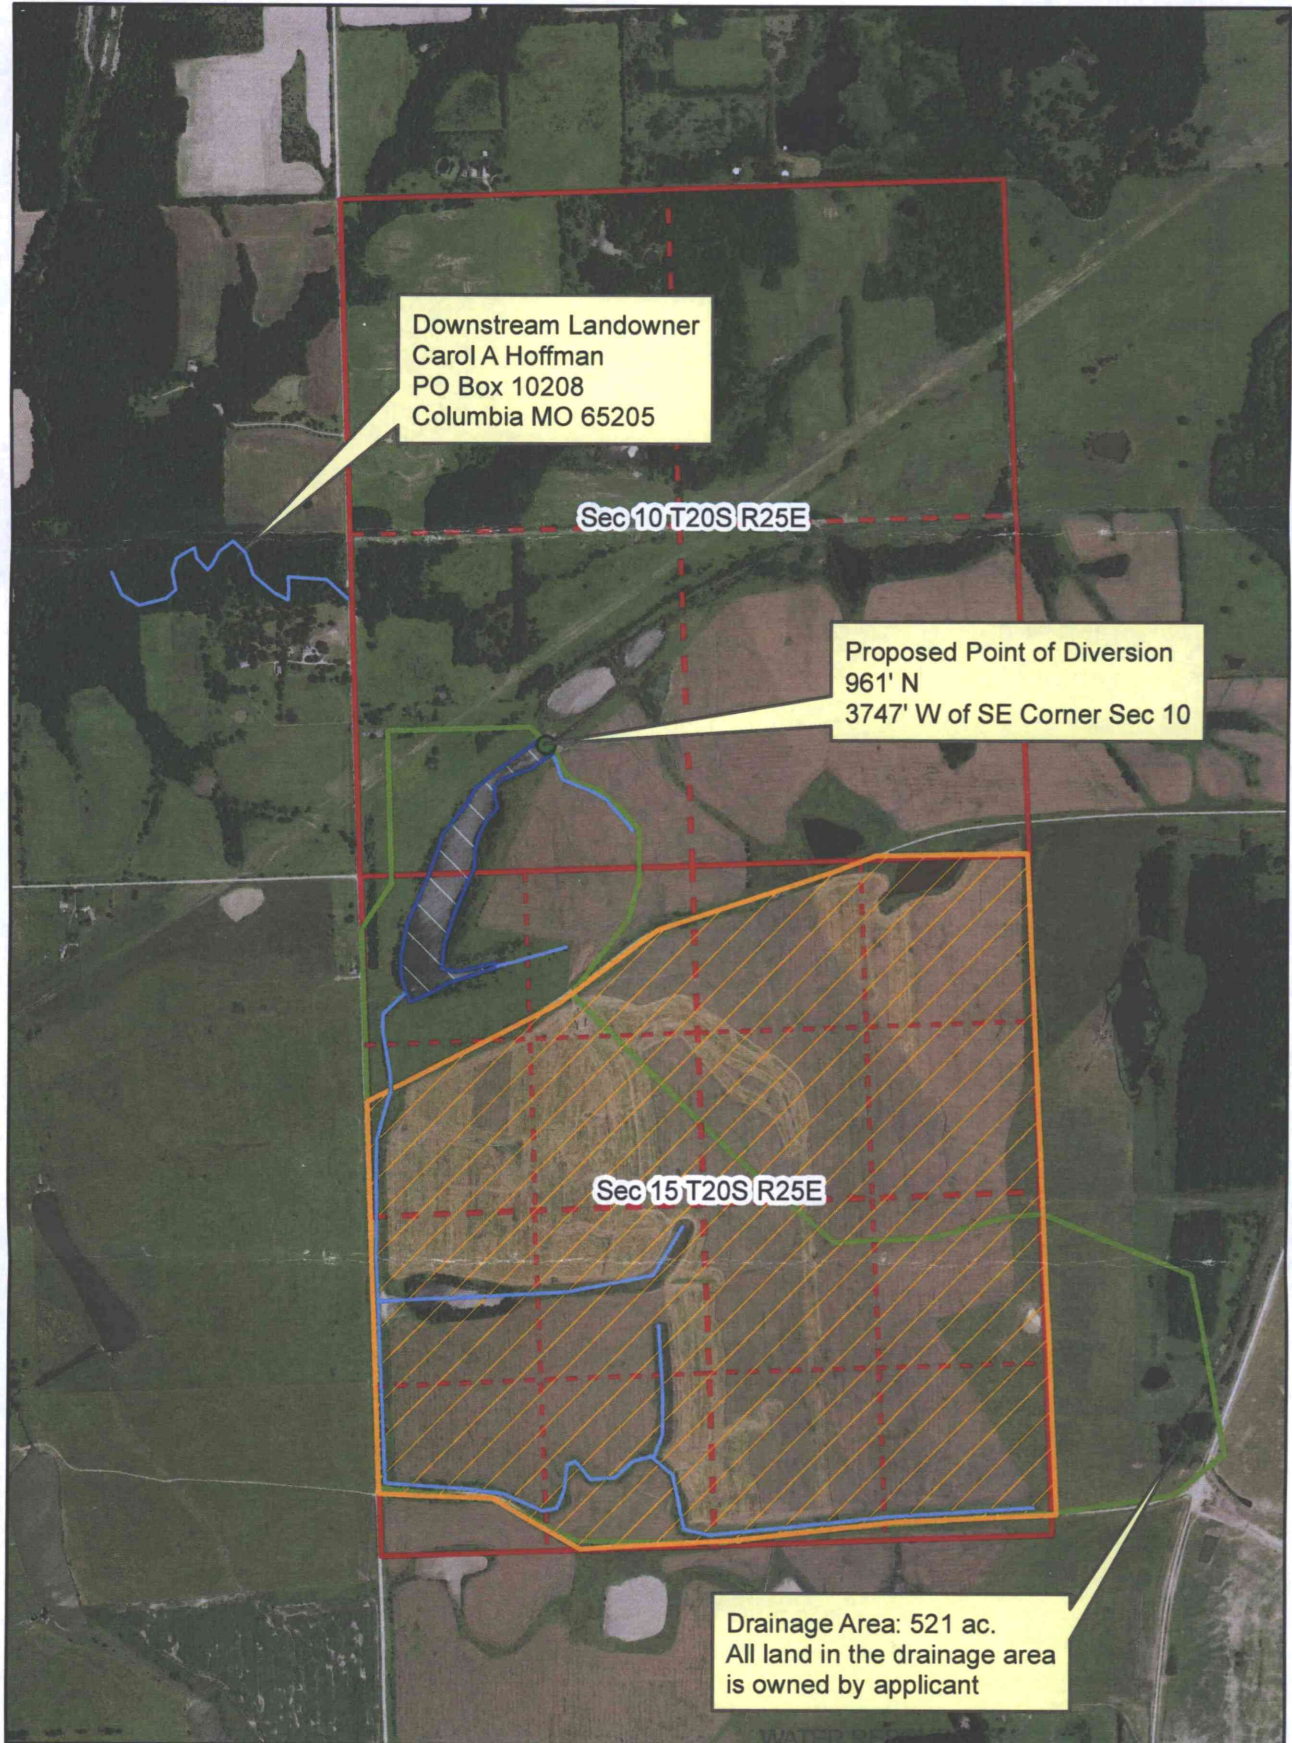 Downstream Landowner
Carol A Hoffman
PO Box 10208
Columbia MO 65205
Sec 10 T20S R25E
Proposed Point of Diversion
961' N
3747' W of SE Corner Sec 10
Sec 15 T20S R25E
Drainage Area: 521 ac.
All land in the drainage area
is owned by applicant